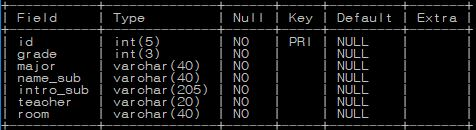 Field | Type | Null | Key | Default | Extra
id | int(5) | NO | PRI | NULL | |
grade | int(3) | NO | | NULL | |
major | varchar(40) | NO | | NULL | |
name_sub | varchar(40) | NO | | NULL | |
intro_sub | varchar(205) | NO | | NULL | |
teacher | varchar(20) | NO | | NULL | |
room | varchar(40) | NO | | NULL | |